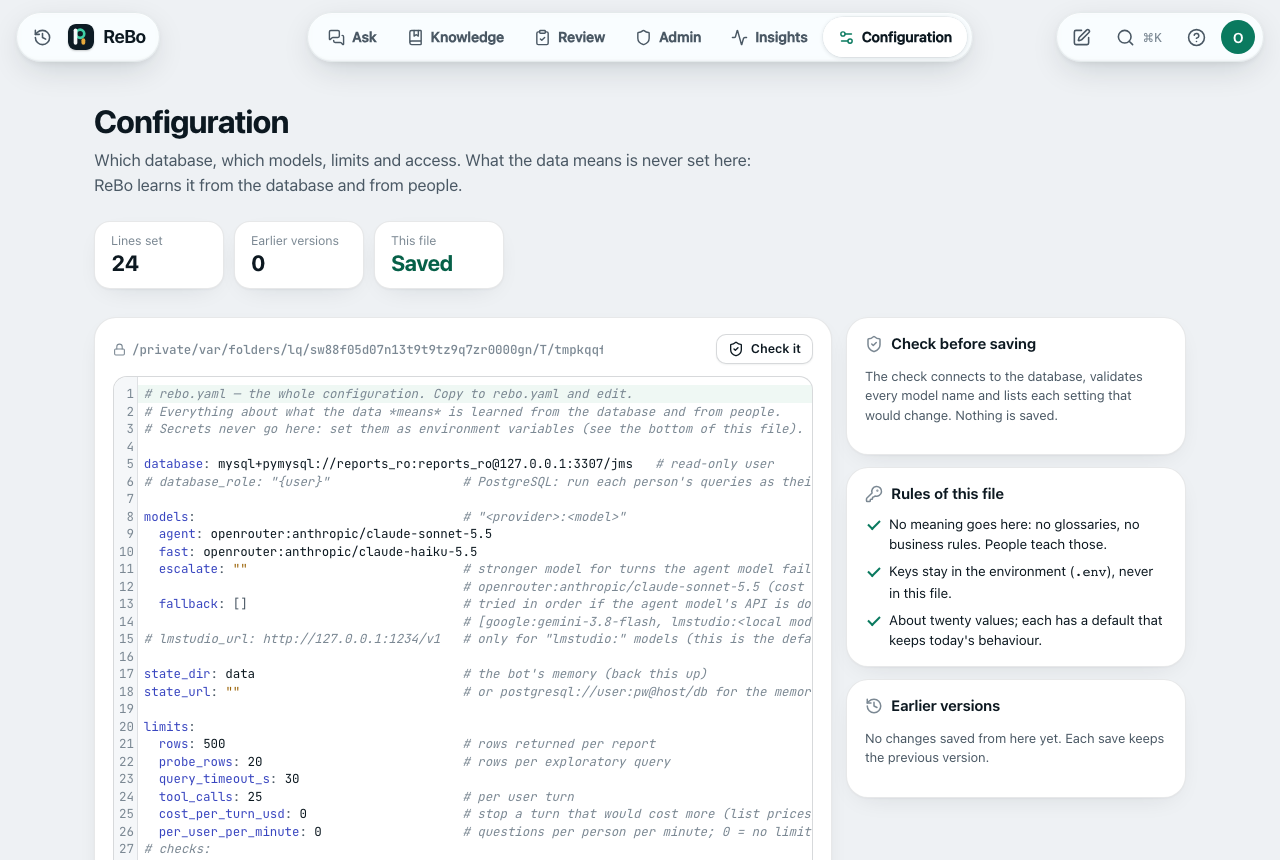 ReBo
Ask
Knowledge
Review
Admin
Insights
Configuration
⌘K
O
Configuration
Which database, which models, limits and access. What the data means is never set here:
ReBo learns it from the database and from people.
Lines set
24
Earlier versions
0
This file
Saved
/private/var/folders/lq/sw88f05d07n13t9t9tz9q7zr0000gn/T/tmpkqqf
Check it
1 # rebo.yaml — the whole configuration. Copy to rebo.yaml and edit.
2 # Everything about what the data *means* is learned from the database and from people.
3 # Secrets never go here: set them as environment variables (see the bottom of this file).
4
5 database: mysql+pymysql://reports_ro:reports_ro@127.0.0.1:3307/jms # read-only user
6 # database_role: "{user}" # PostgreSQL: run each person's queries as thei
7
8 models: # "<provider>:<model>"
9 agent: openrouter:anthropic/claude-sonnet-5.5
10 fast: openrouter:anthropic/claude-haiku-5.5
11 escalate: "" # stronger model for turns the agent model fail
12 # openrouter:anthropic/claude-sonnet-5.5 (cost
13 fallback: [] # tried in order if the agent model's API is do
14 # [google:gemini-3.8-flash, lmstudio:<local mod
15 # lmstudio_url: http://127.0.0.1:1234/v1 # only for "lmstudio:" models (this is the defa
16
17 state_dir: data # the bot's memory (back this up)
18 state_url: "" # or postgresql://user:pw@host/db for the memor
19
20 limits:
21 rows: 500 # rows returned per report
22 probe_rows: 20 # rows per exploratory query
23 query_timeout_s: 30
24 tool_calls: 25 # per user turn
25 cost_per_turn_usd: 0 # stop a turn that would cost more (list prices
26 per_user_per_minute: 0 # questions per person per minute; 0 = no limit
27 # checks:
Check before saving
The check connects to the database, validates
every model name and lists each setting that
would change. Nothing is saved.
Rules of this file
No meaning goes here: no glossaries, no
business rules. People teach those.
Keys stay in the environment (.env), never
in this file.
About twenty values; each has a default that
keeps today's behaviour.
Earlier versions
No changes saved from here yet. Each save keeps
the previous version.